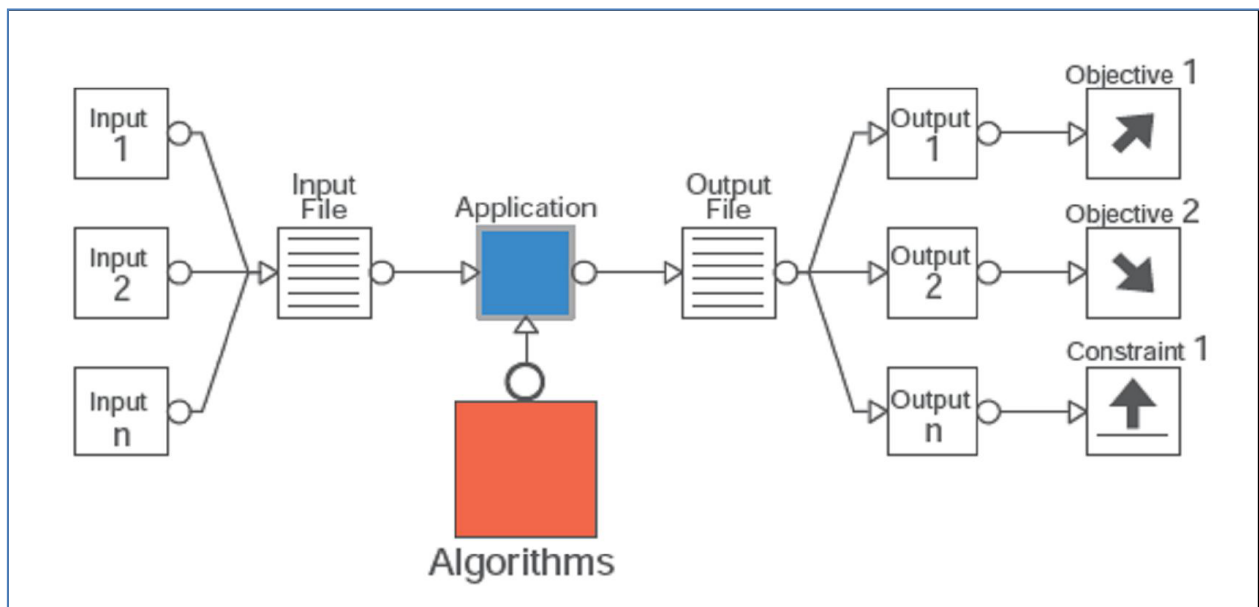 Input
1
Input
2
Input
n
Input
File
Application
Algorithms
Output
File
Output
1
Output
2
Output
n
Objective 1
Objective 2
Constraint 1